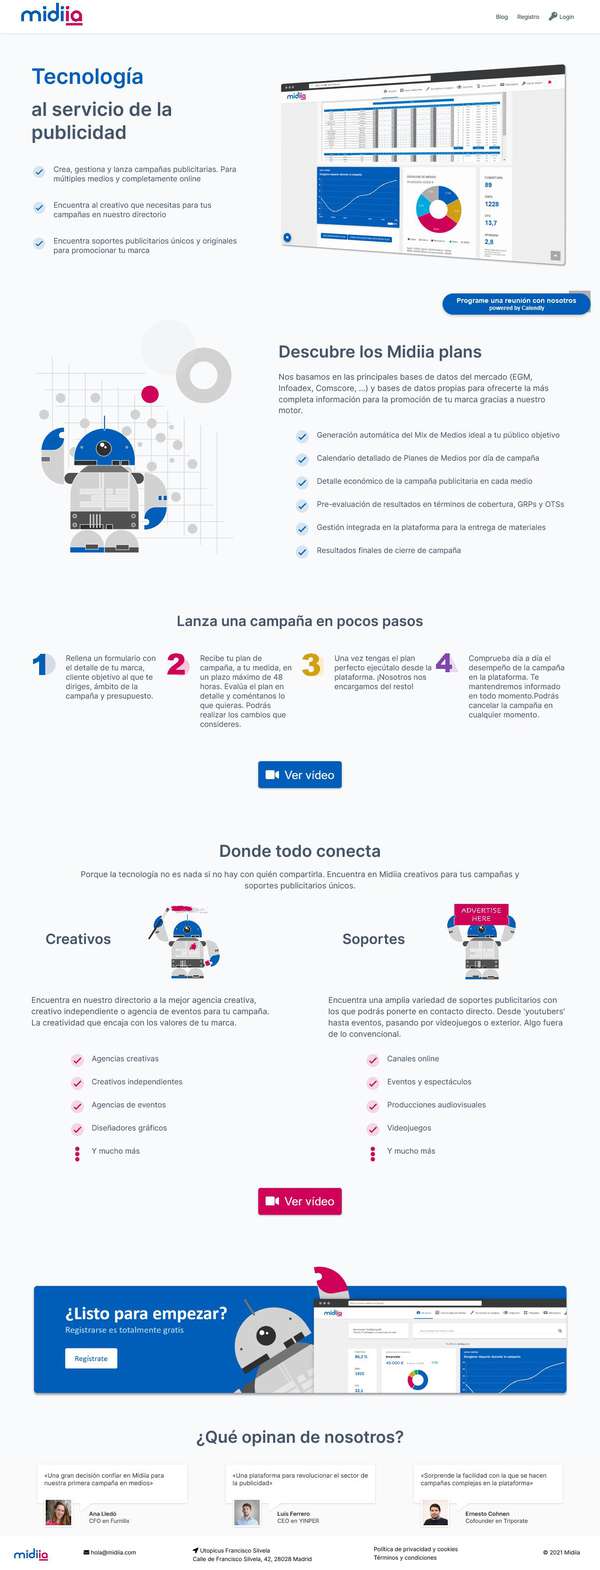 midiia
Blog Registro Login
Tecnología
al servicio de la
publicidad
Crea, gestiona y lanza campañas publicitarias. Para
múltiples medios y completamente online
Encuentra al creativo que necesitas para tus
campañas en nuestro directorio
Encuentra soportes publicitarios únicos y originales
para promocionar tu marca
midiia
89
1228
13,7
2,8
Programe una reunión con nosotros
powered by Calendly
Descubre los Midiia plans
Nos basamos en las principales bases de datos del mercado (EGM,
Infoadex, Comscore, ...) y bases de datos propias para ofrecerte la más
completa información para la promoción de tu marca gracias a nuestro
motor.
Generación automática del Mix de Medios ideal a tu público objetivo
Calendario detallado de Planes de Medios por día de campaña
Detalle económico de la campaña publicitaria en cada medio
Pre-evaluación de resultados en términos de cobertura, GRPs y OTSs
Gestión integrada en la plataforma para la entrega de materiales
Resultados finales de cierre de campaña
Lanza una campaña en pocos pasos
1
Rellena un formulario con
el detalle de tu marca,
cliente objetivo al que te
diriges, ámbito de la
campaña y presupuesto.
2
Recibe tu plan de
campaña, a tu medida, en
un plazo máximo de 48
horas. Evalúa el plan en
detalle y coméntanos lo
que quieras. Podrás
realizar los cambios que
consideres.
3
Una vez tengas el plan
perfecto ejecútalo desde la
plataforma. ¡Nosotros nos
encargamos del resto!
4
Comprueba día a día el
desempeño de la campaña
en la plataforma. Te
mantendremos informado
en todo momento.Podrás
cancelar la campaña en
cualquier momento.
Ver vídeo
Donde todo conecta
Porque la tecnología no es nada si no hay con quién compartirla. Encuentra en Midiia creativos para tus campañas y
soportes publicitarios únicos.
Creativos
Encuentra en nuestro directorio a la mejor agencia creativa,
creativo independiente o agencia de eventos para tu campaña.
La creatividad que encaja con los valores de tu marca.
Agencias creativas
Creativos independientes
Agencias de eventos
Diseñadores gráficos
Y mucho más
Soportes
ADVERTISE
HERE
Encuentra una amplia variedad de soportes publicitarios con
los que podrás ponerte en contacto directo. Desde 'youtubers'
hasta eventos, pasando por videojuegos o exterior. Algo fuera
de lo convencional.
Canales online
Eventos y espectáculos
Producciones audiovisuales
Videojuegos
Y mucho más
Ver vídeo
¿Listo para empezar?
Registrarse es totalmente gratis
Regístrate
midiia
¿Qué opinan de nosotros?
«Una gran decisión confiar en Midiia para
nuestra primera campaña en medios»
Ana Lledó
CFO en Furnilix
«Una plataforma para revolucionar el sector de
la publicidad»
Luis Ferrero
CEO en YINPER
«Sorprende la facilidad con la que se hacen
campañas complejas en la plataforma»
Ernesto Cohnen
Cofounder en Triporate
midiia
hola@midiia.com
Utopicus Francisco Silvela
Calle de Francisco Silvela, 42, 28028 Madrid
Política de privacidad y cookies
Términos y condiciones
© 2021 Midiia